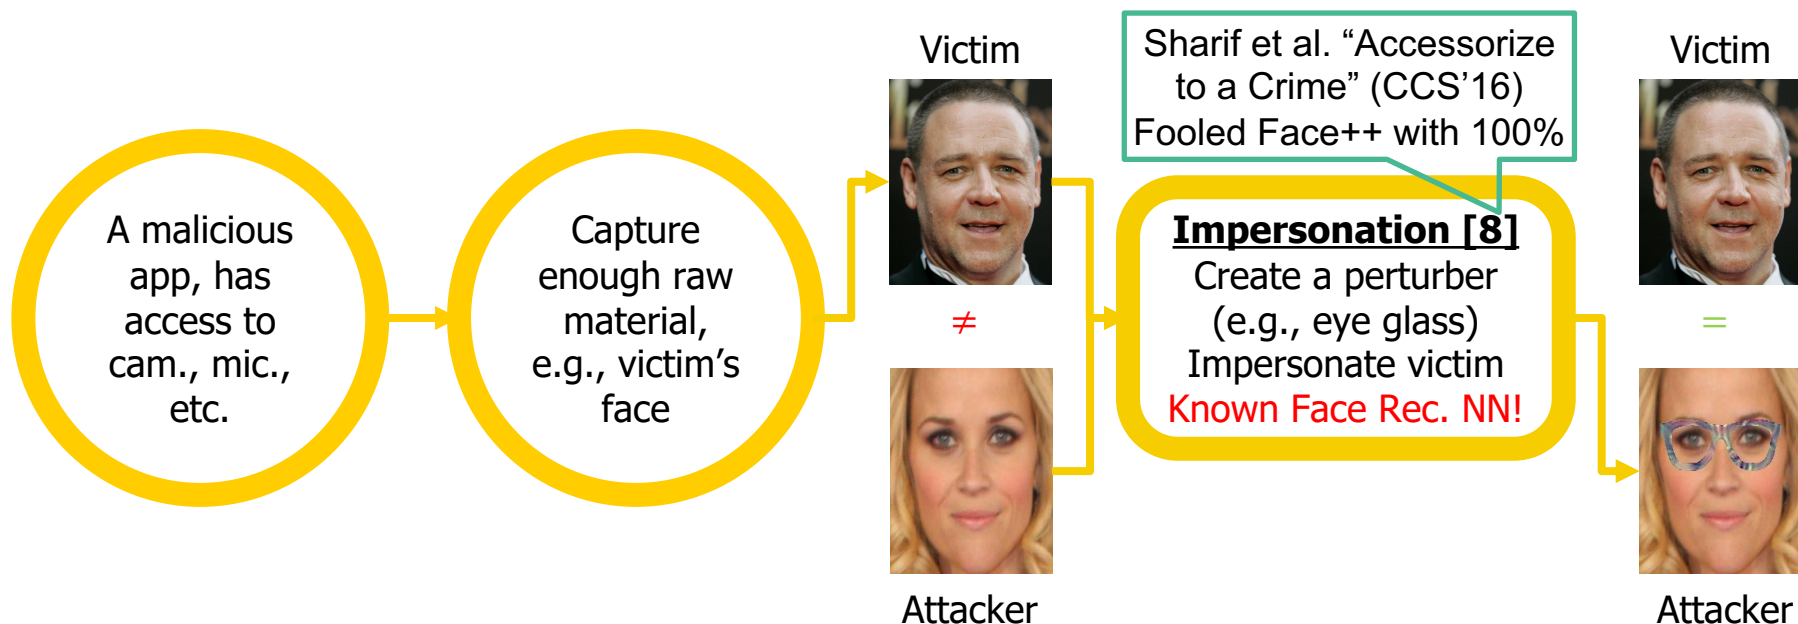 A malicious
app, has
access to
cam., mic.,
etc.
Capture
enough raw
material,
e.g., victim’s
face
Victim
≠
Attacker
Sharif et al. “Accessorize
to a Crime” (CCS’16)
Fooled Face++ with 100%
Impersonation [8]
Create a perturber
(e.g., eye glass)
Impersonate victim
Known Face Rec. NN!
Victim
=
Attacker